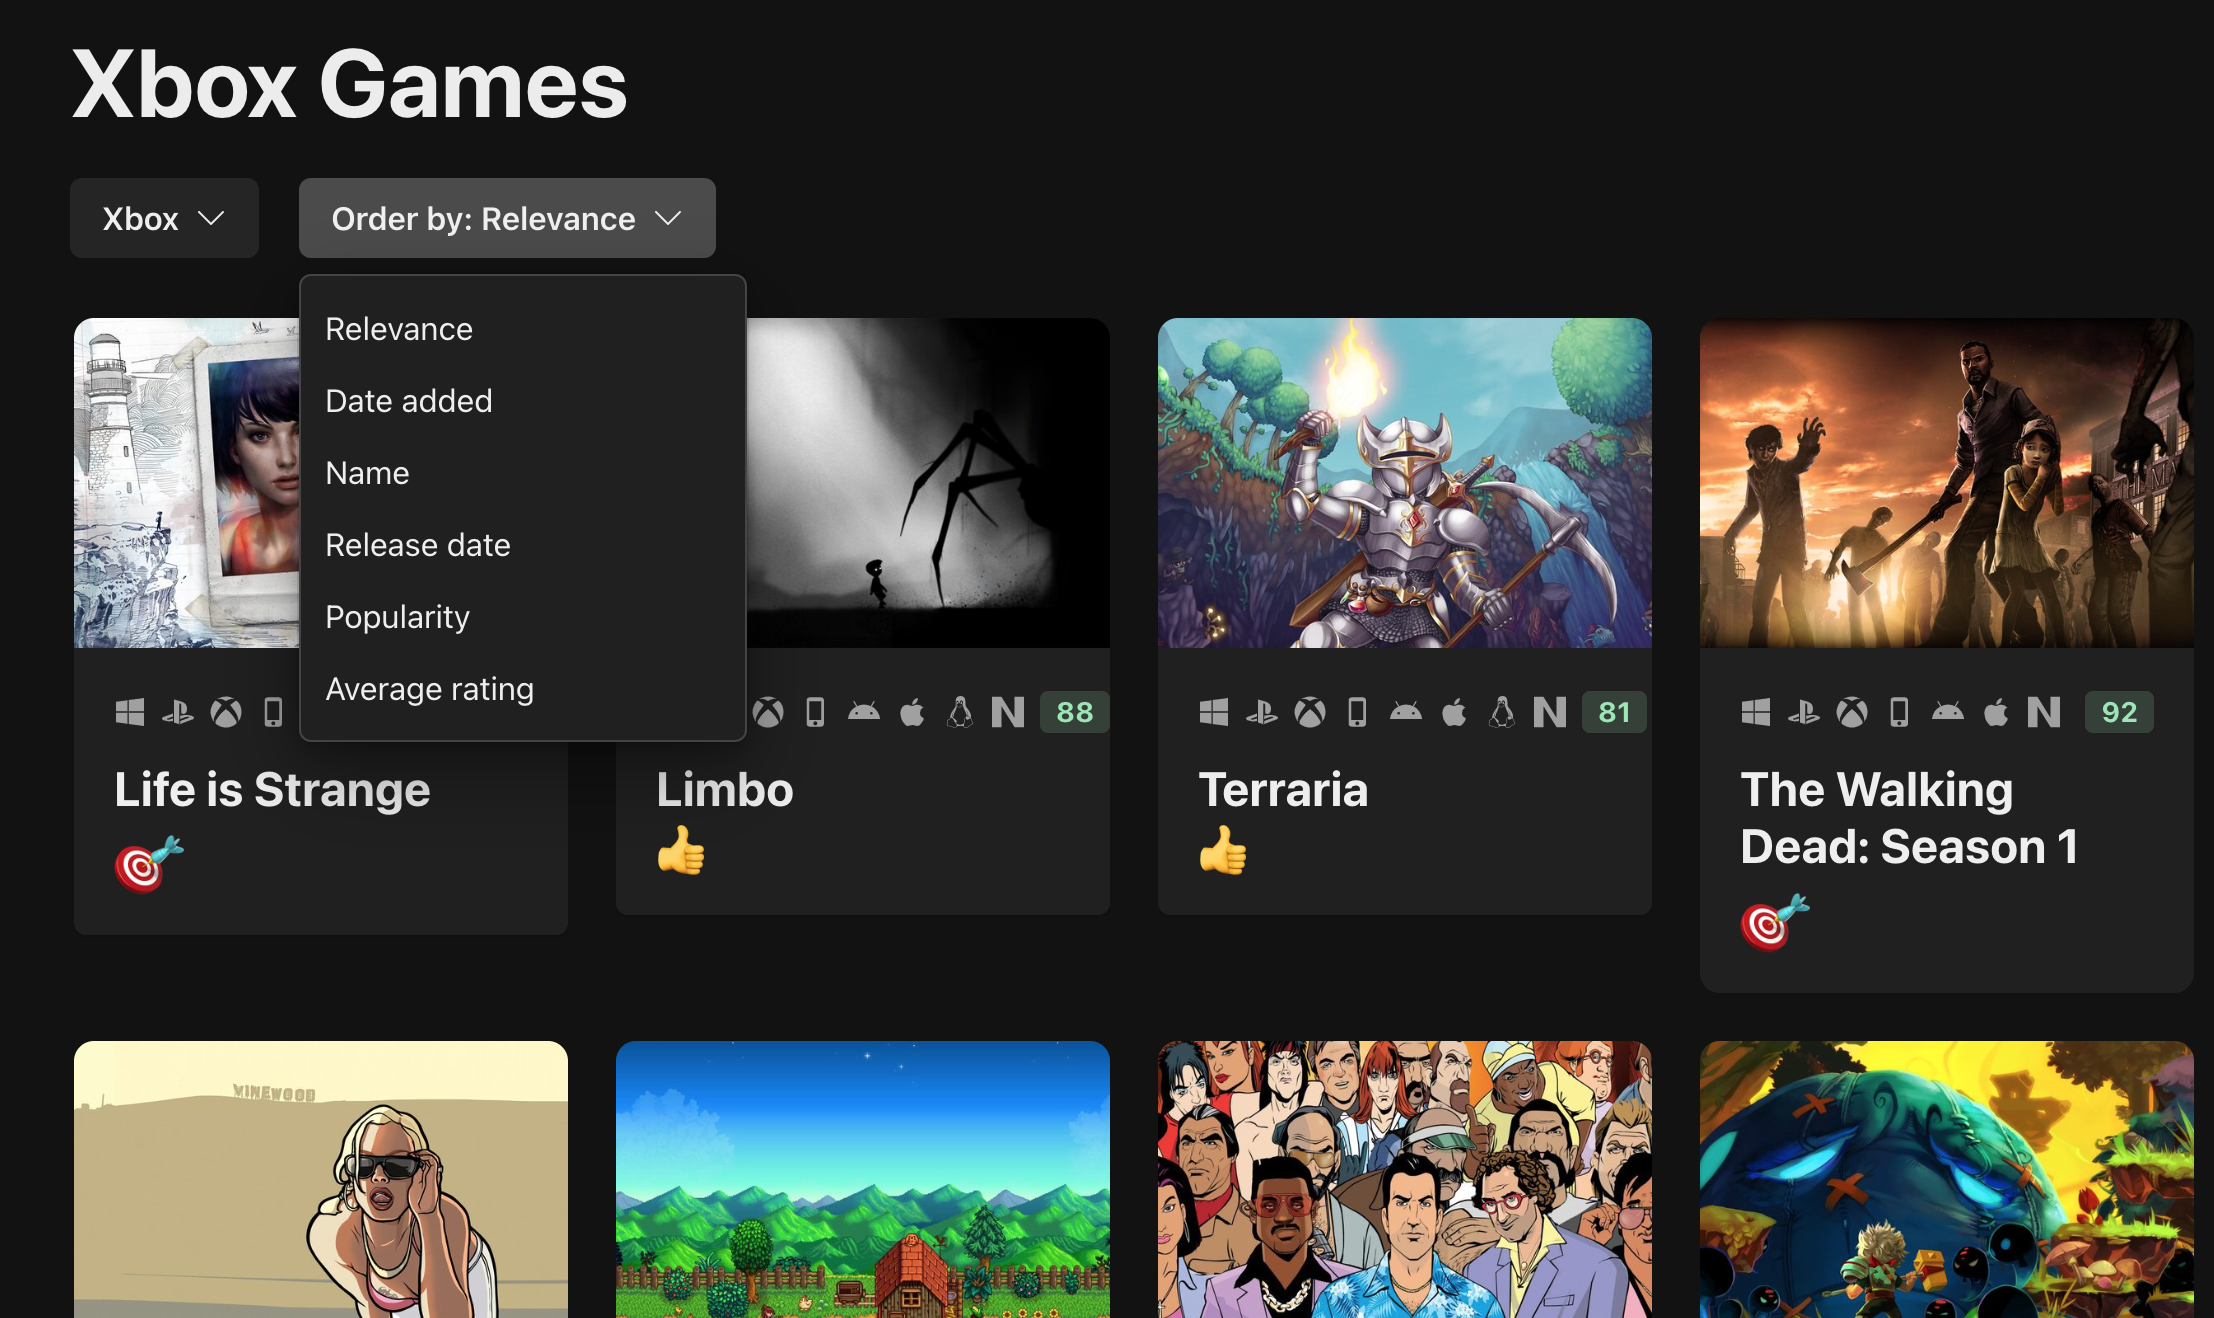 Xbox Games
Xbox
Order by: Relevance
Relevance
Date added
Name
Release date
Popularity
Average rating
88
81
92
Life is Strange
Limbo
Terraria
The Walking
Dead: Season 1
VINEWOOD